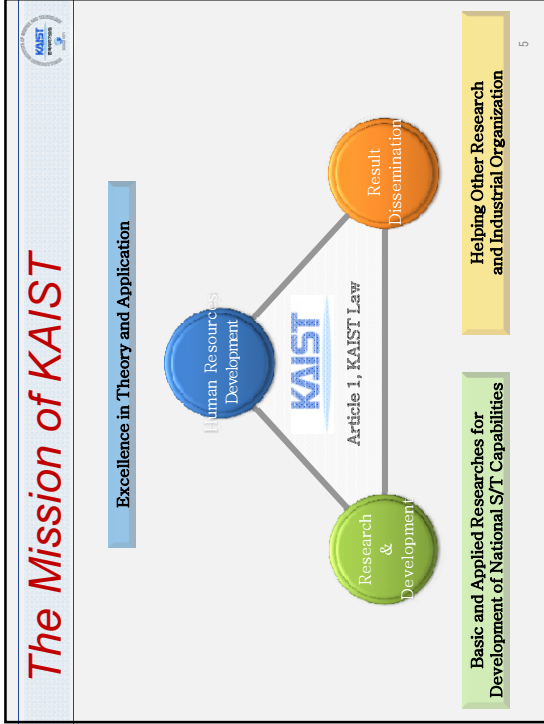 The Mission of KAIST
KAIST
Excellence in Theory and Application
Human Resources
Development
KAIST
Article 1, KAIST Law
Research
&
Development
Result
Dissemination
Basic and Applied Researches for
Development of National S/T Capabilities
Helping Other Research
and Industrial Organization
5